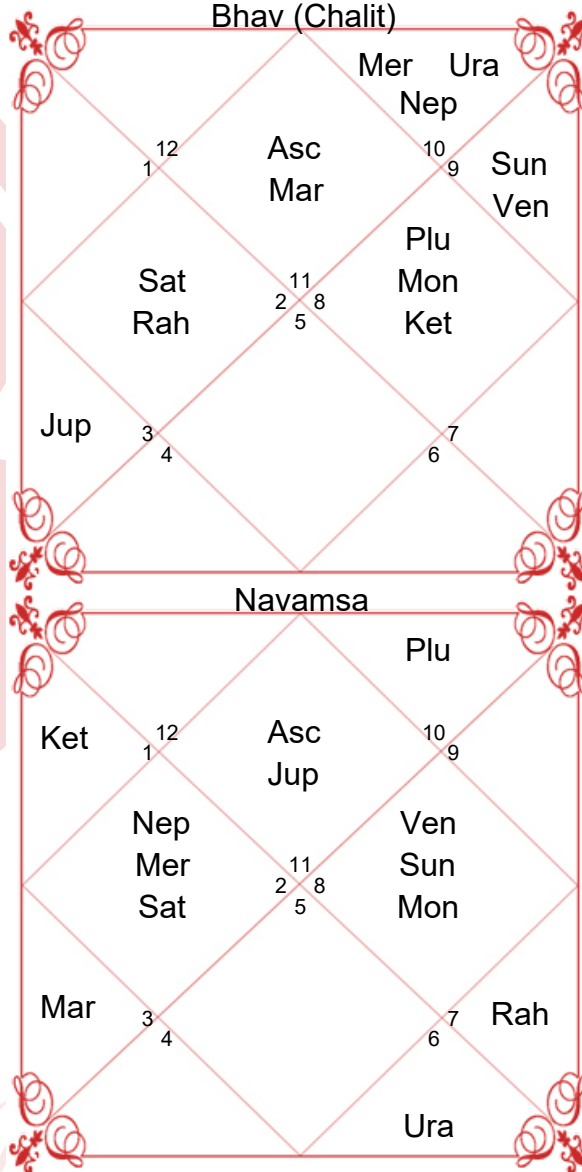 Bhav (Chalit)
Mer Ura
Nep
12
1
Asc
Mar
10
9
Sun
Ven
Sat
Rah
11
2 8
5
Plu
Mon
Ket
Jup
3
4
7
6
Navamsa
Plu
Ket
12
1
Asc
Jup
10
9
Nep
Mer
Sat
11
2 8
5
Ven
Sun
Mon
Mar
3
4
7
6
Rah
Ura